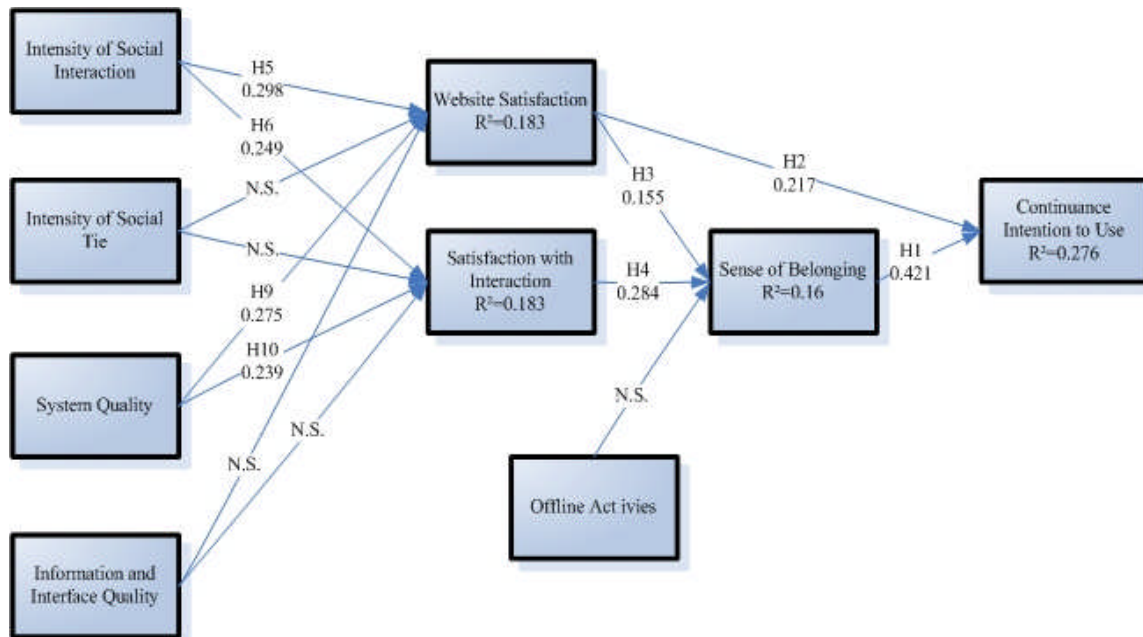 Intensity of Social
Interaction
H5
0.298
H6
0.249
Website Satisfaction
R²=0.183
H2
0.217
H3
0.155
Intensity of Social
Tie
N.S.
N.S.
Satisfaction with
Interaction
R²=0.183
H4
0.284
Sense of Belonging
R²=0.16
H1
0.421
Continuance
Intention to Use
R²=0.276
System Quality
H9
0.275
H10
0.239
N.S.
N.S.
N.S.
Offline Act ivies
Information and
Interface Quality